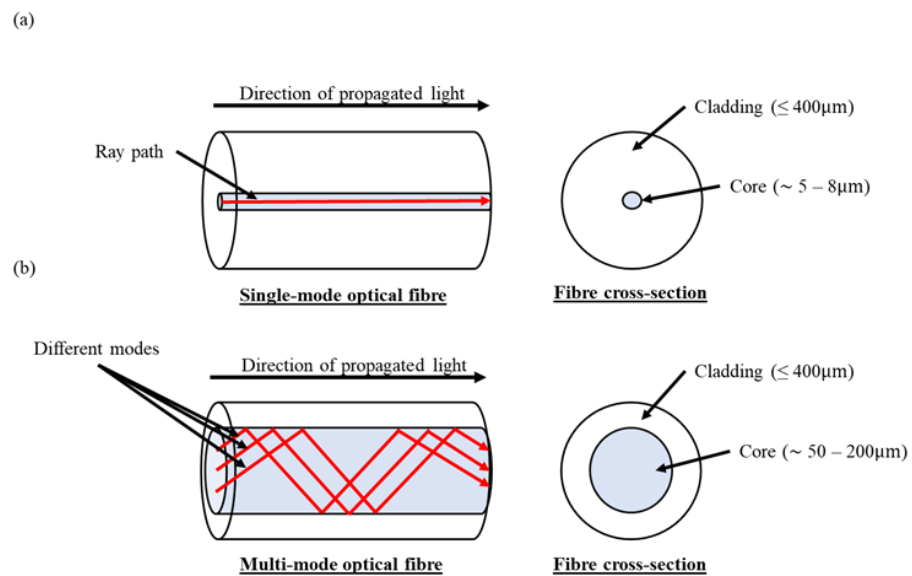 (a)
Direction of propagated light
Ray path
Cladding (≤ 400μm)
Core (~ 5 – 8μm)
Single-mode optical fibre
Fibre cross-section
(b)
Different modes
Direction of propagated light
Cladding (≤ 400μm)
Core (~ 50 – 200μm)
Multi-mode optical fibre
Fibre cross-section